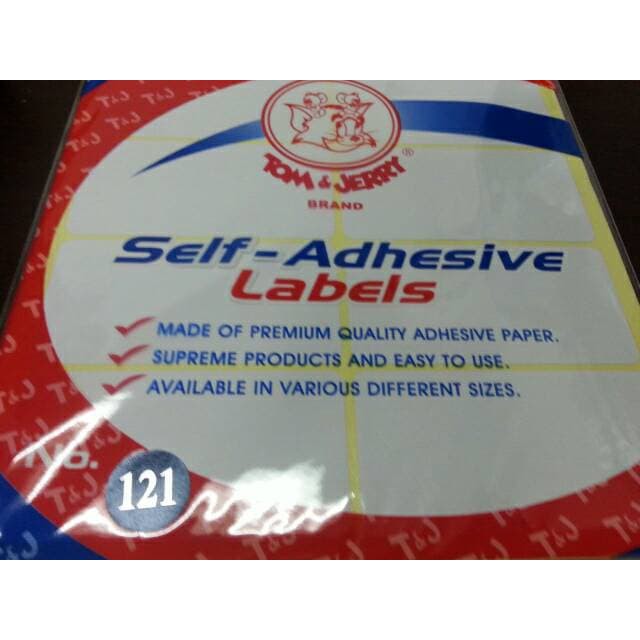 TOM & JERRY®
BRAND
Self-Adhesive
Labels
MADE OF PREMIUM QUALITY ADHESIVE PAPER.
SUPREME PRODUCTS AND EASY TO USE.
AVAILABLE IN VARIOUS DIFFERENT SIZES.
No. 121
T&J T&J T&J
T&J
T&J
T&J
T&J
T&J
T&J T&J T&J T&J